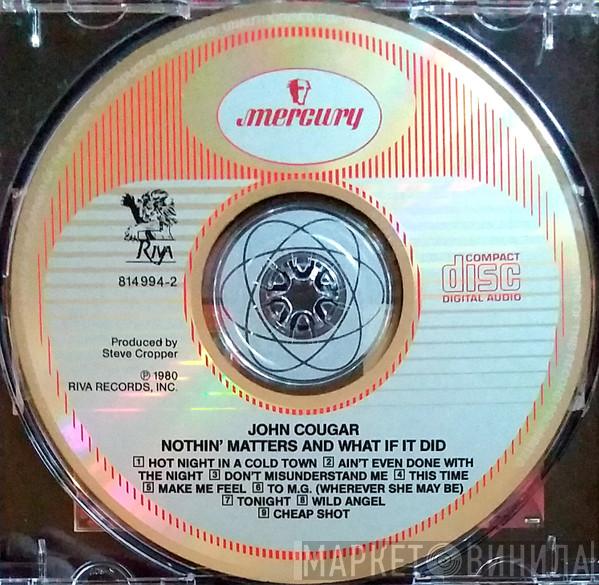 mercury
RIVA
814 994-2
COMPACT
disc
DIGITAL AUDIO
Produced by
Steve Cropper
℗ 1980
RIVA RECORDS, INC.
JOHN COUGAR
NOTHIN' MATTERS AND WHAT IF IT DID
1 HOT NIGHT IN A COLD TOWN 2 AIN'T EVEN DONE WITH
THE NIGHT 3 DON'T MISUNDERSTAND ME 4 THIS TIME
5 MAKE ME FEEL 6 TO M.G. (WHEREVER SHE MAY BE)
7 TONIGHT 8 WILD ANGEL
9 CHEAP SHOT
МАРКЕТ ВИНИЛА